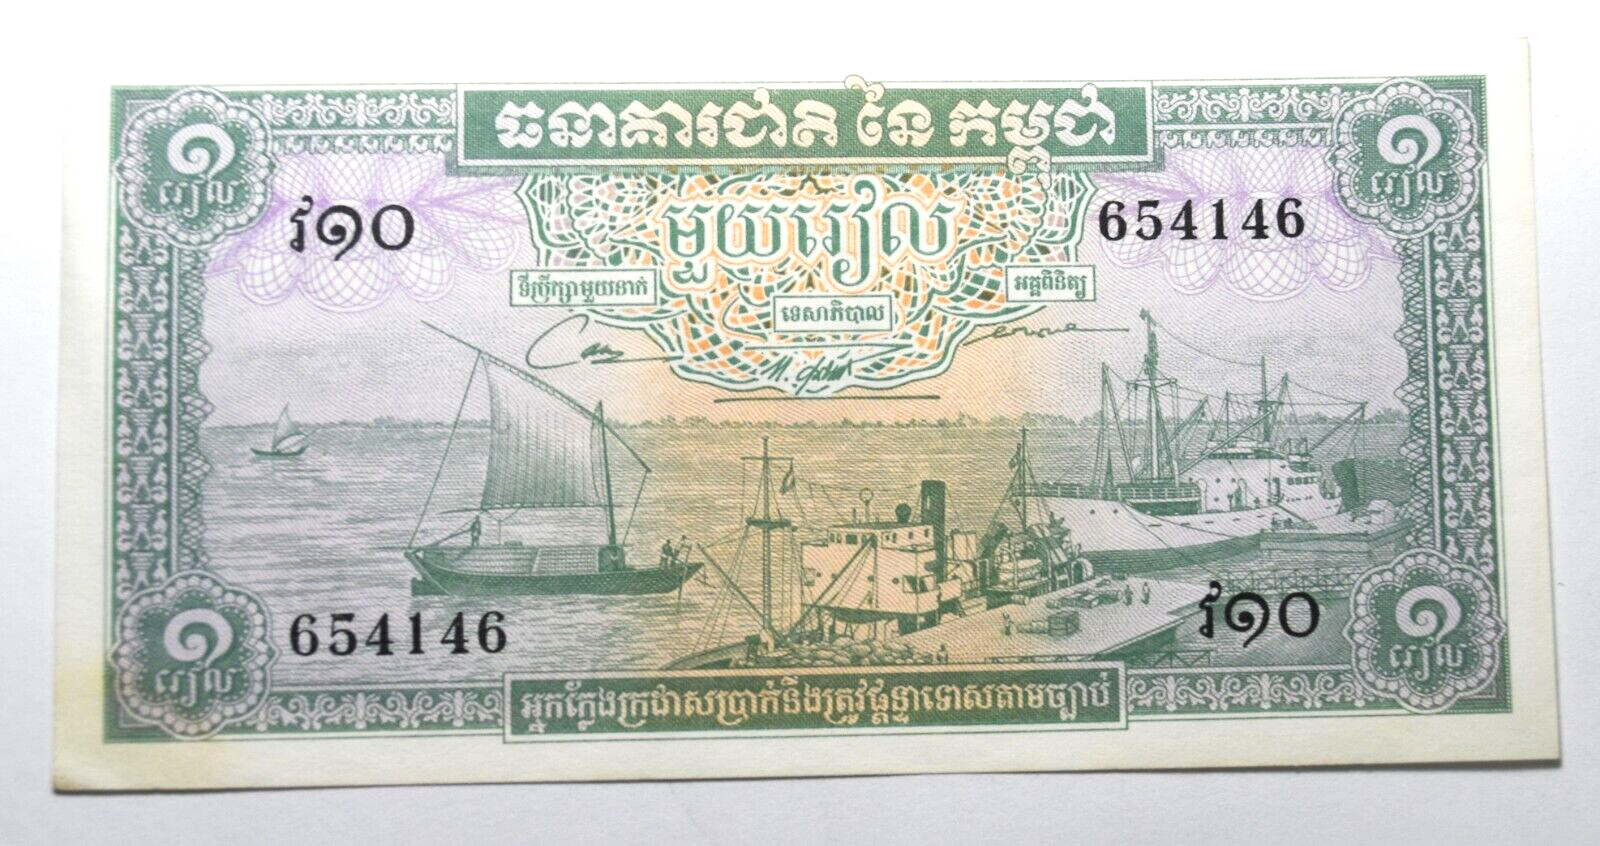 ធនាគារជាតិ នៃ កម្ពុជា
១
រៀល
១
រៀល
រ១០
មួយរៀល
654146
ទីប្រឹក្សាមួយនាក់
អគ្គពិនិត្យ
ទេសាភិបាល
654146
រ១០
១
រៀល
១
រៀល
អ្នកក្លែងក្រដាសប្រាក់នឹងត្រូវផ្ដន្ទាទោសតាមច្បាប់